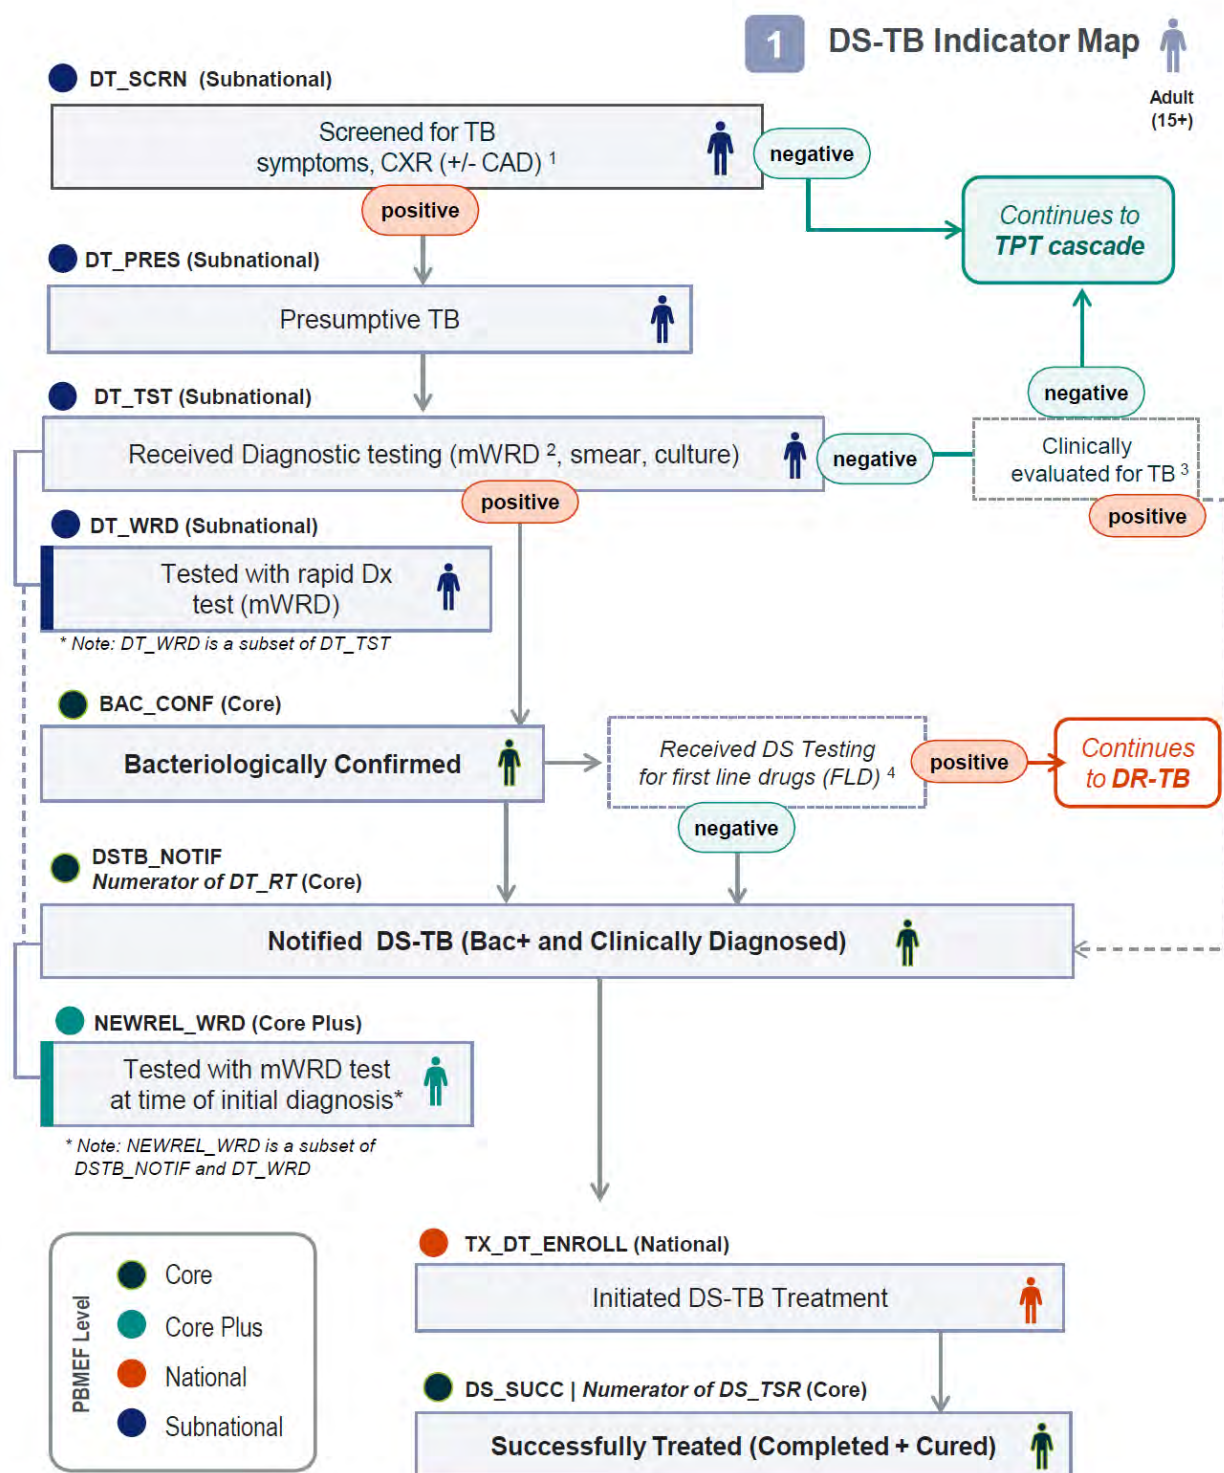 1 DS-TB Indicator Map
Adult
(15+)
DT_SCRN (Subnational)
Screened for TB
symptoms, CXR (+/- CAD) 1
negative
positive
Continues to
TPT cascade
DT_PRES (Subnational)
Presumptive TB
DT_TST (Subnational)
Received Diagnostic testing (mWRD 2, smear, culture)
negative
positive
negative
Clinically
evaluated for TB 3
positive
DT_WRD (Subnational)
Tested with rapid Dx
test (mWRD)
* Note: DT_WRD is a subset of DT_TST
BAC_CONF (Core)
Bacteriologically Confirmed
Received DS Testing
for first line drugs (FLD) 4
positive
Continues
to DR-TB
negative
DSTB_NOTIF
Numerator of DT_RT (Core)
Notified DS-TB (Bac+ and Clinically Diagnosed)
NEWREL_WRD (Core Plus)
Tested with mWRD test
at time of initial diagnosis*
* Note: NEWREL_WRD is a subset of
DSTB_NOTIF and DT_WRD
PBMEF Level
Core
Core Plus
National
Subnational
TX_DT_ENROLL (National)
Initiated DS-TB Treatment
DS_SUCC | Numerator of DS_TSR (Core)
Successfully Treated (Completed + Cured)